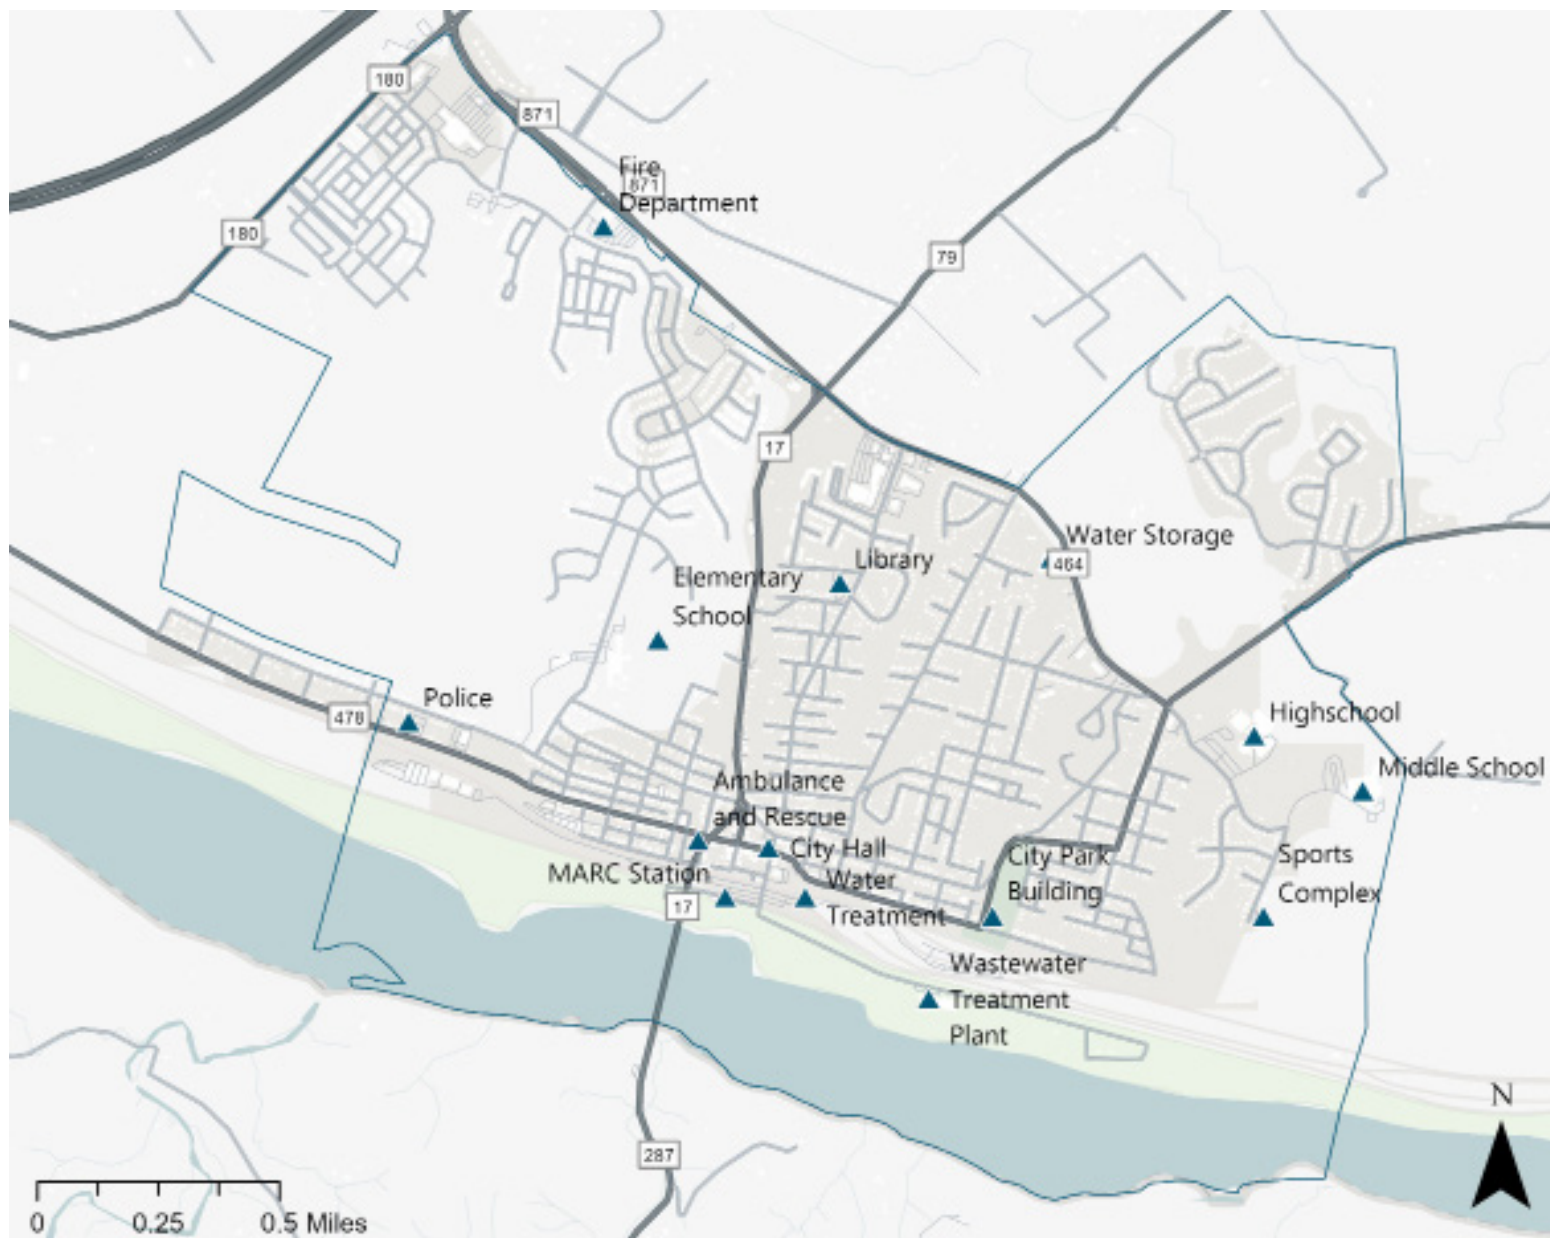 180
871
Fire
871
Department
180
79
17
Water Storage
Library
464
Elementary
School
Police
478
Highschool
Middle School
Ambulance
and Rescue
City Hall
City Park
Building
Sports
Complex
MARC Station
Water
Treatment
17
Wastewater
Treatment
Plant
N
287
0 0.25 0.5 Miles